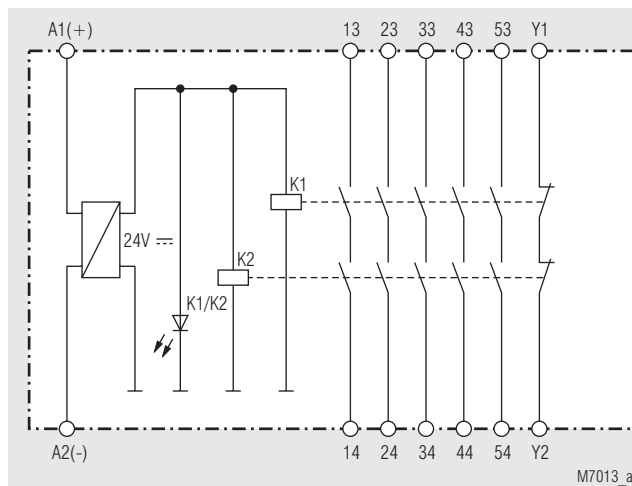 A1(+) 13 23 33 43 53 Y1
K1
24V
K2
K1/K2
A2(-) 14 24 34 44 54 Y2
M7013_a